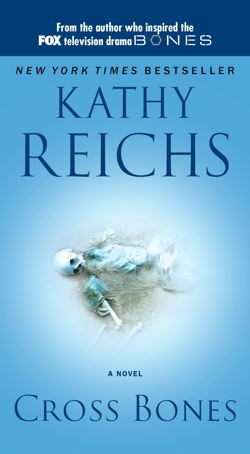 From the author who inspired the
FOX television drama BONES
NEW YORK TIMES BESTSELLER
KATHY
REICHS
A NOVEL
CROSS BONES